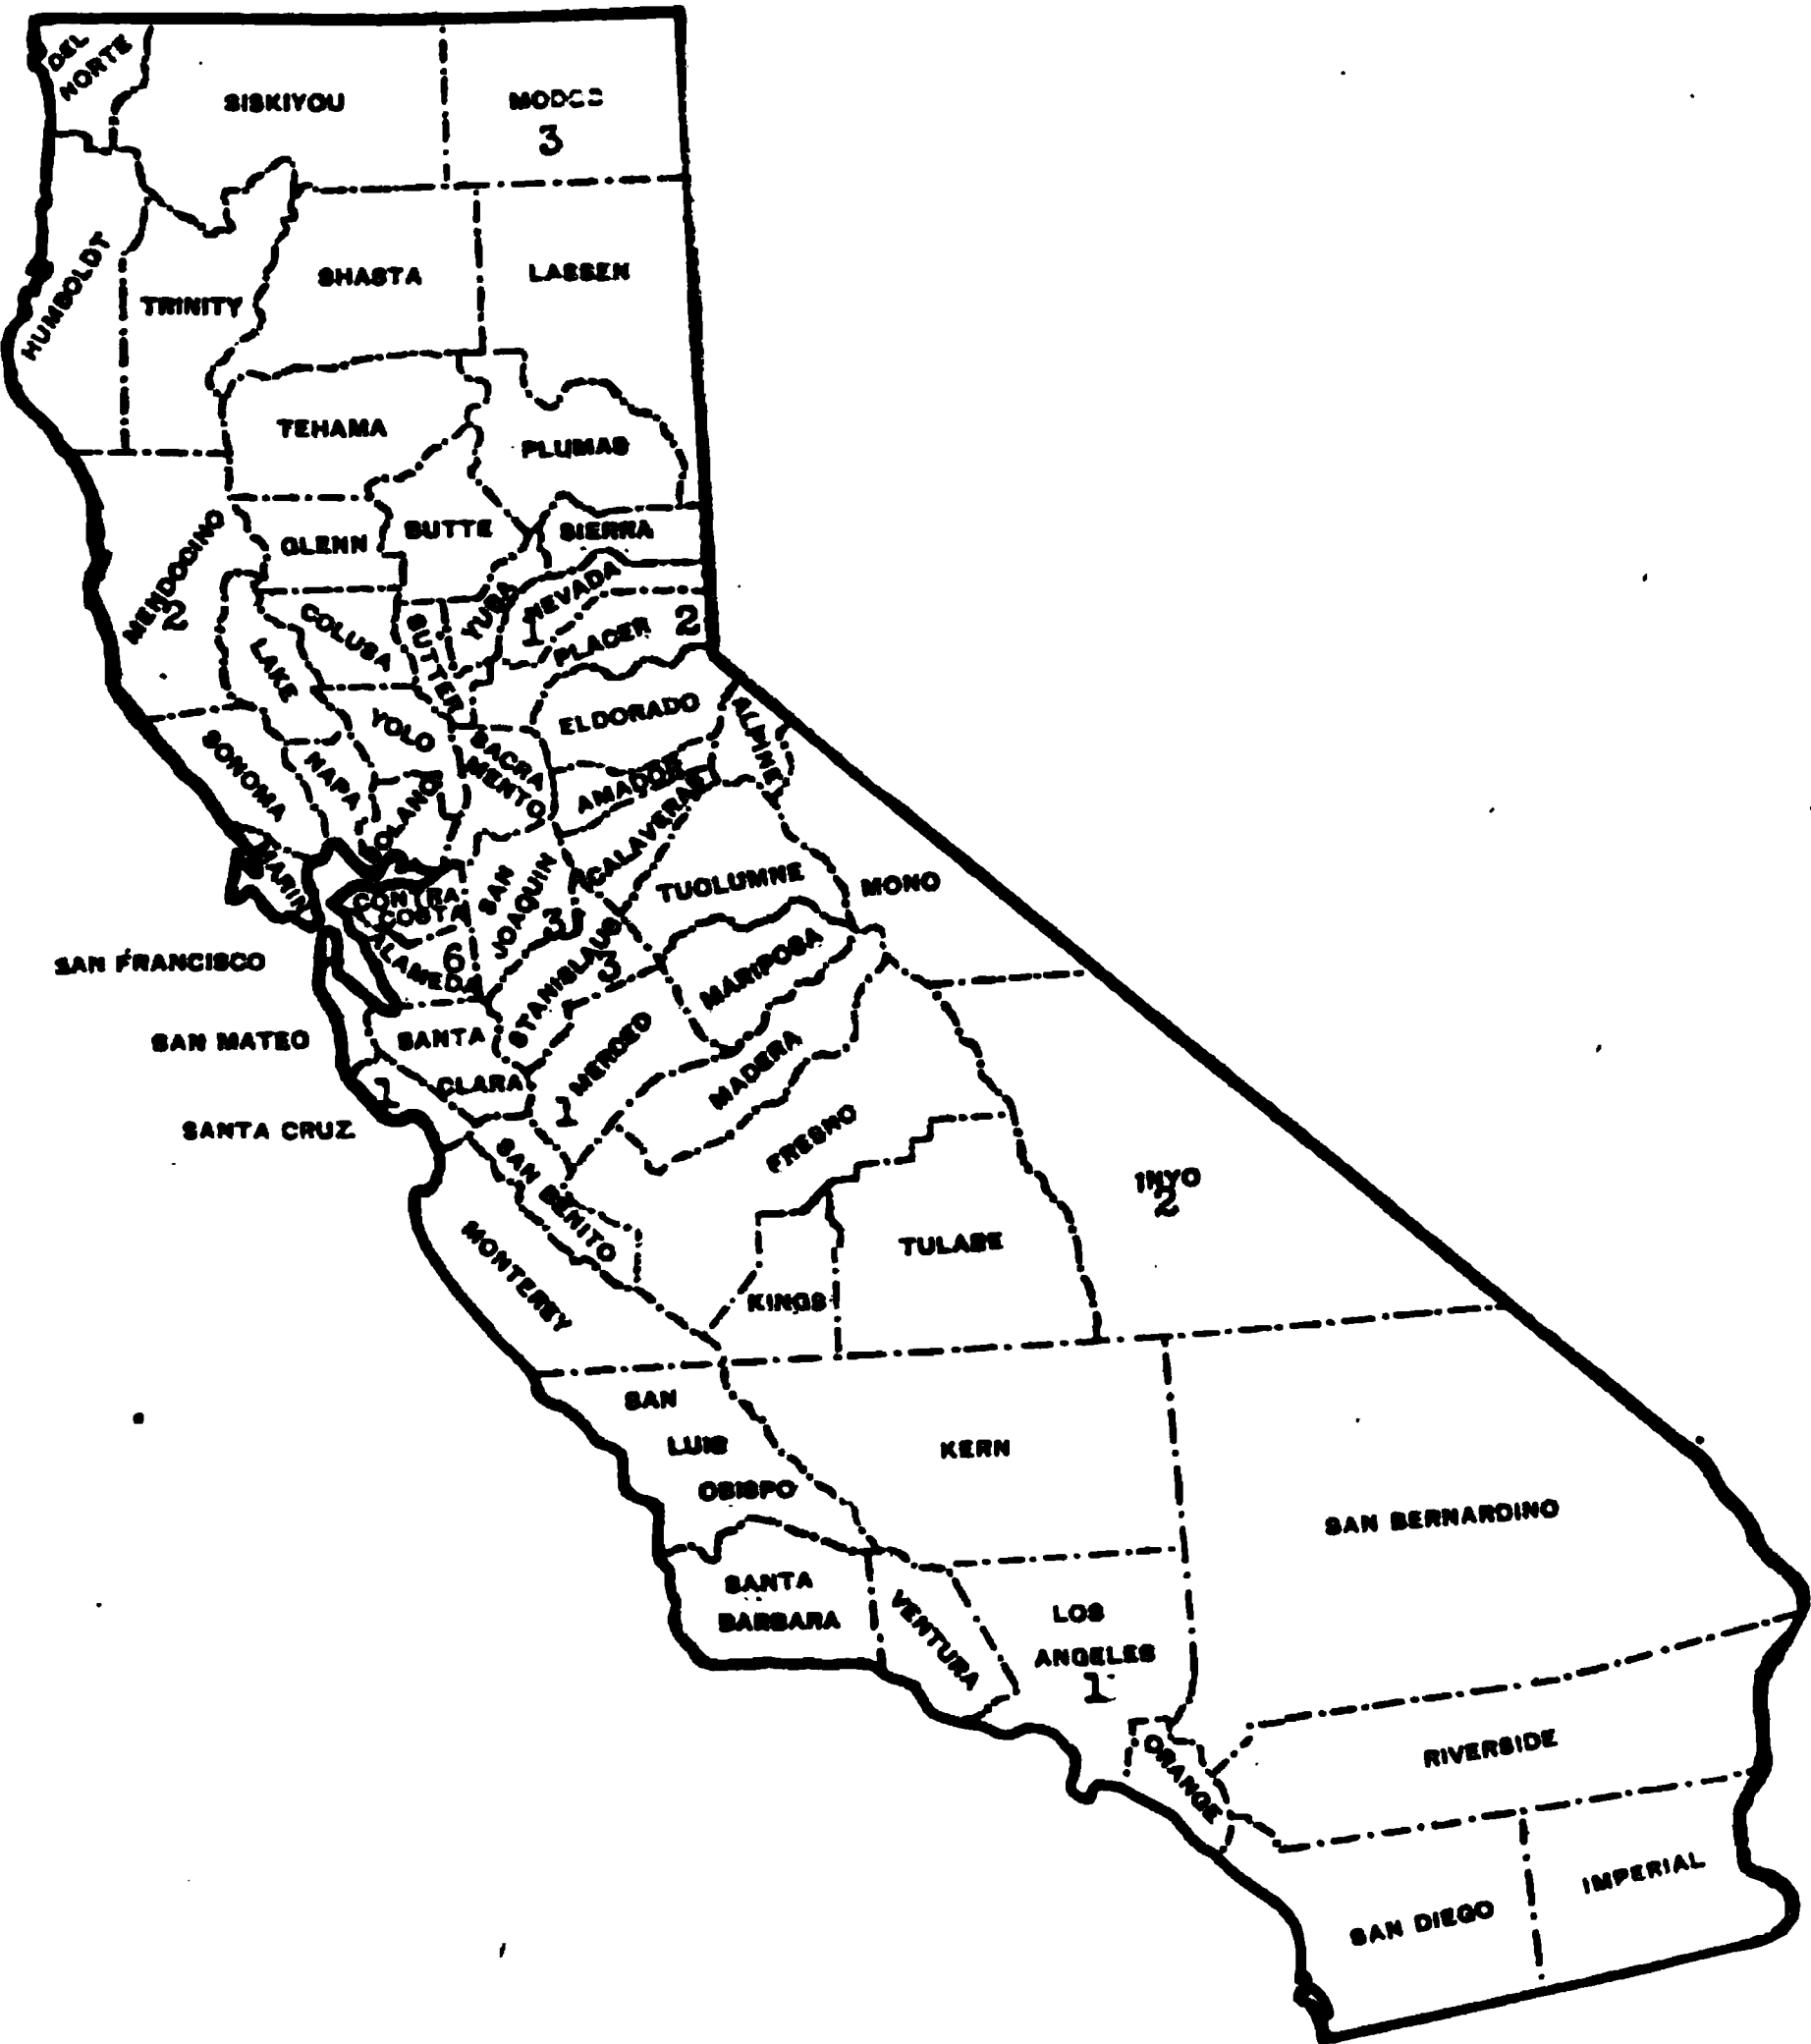 DEL
NORTE
SISKIYOU
MODOC
3
HUMBOLDT
TRINITY
SHASTA
LASSEN
TEHAMA
PLUMAS
MENDODINO
2
GLENN
BUTTE
SIERRA
COLUSA
SUTTER
YUBA
NEVADA
1
PLACER 2
LAKE
YOLO
ELDORADO
ALPINE
SONOMA
NAPA
SOLANO
SACRA
MENTO
AMADOR
CALAVERAS
MARIN
CONTRA
COSTA
SAN
JOAQUIN
3
TUOLUMNE
MONO
SAN FRANCISCO
ALAMEDA
6
STANISLAUS
3
MARIPOSA
SAN MATEO
SANTA
CLARA
MERCED
1
MADERA
1
SANTA CRUZ
SAN BENITO
FRESNO
INYO
2
MONTEREY
KINGS
TULARE
SAN
LUIS
OBISPO
KERN
SAN BERNARDINO
SANTA
BARBARA
VENTURA
LOS
ANGELES
1
ORANGE
RIVERSIDE
SAN DIEGO
IMPERIAL